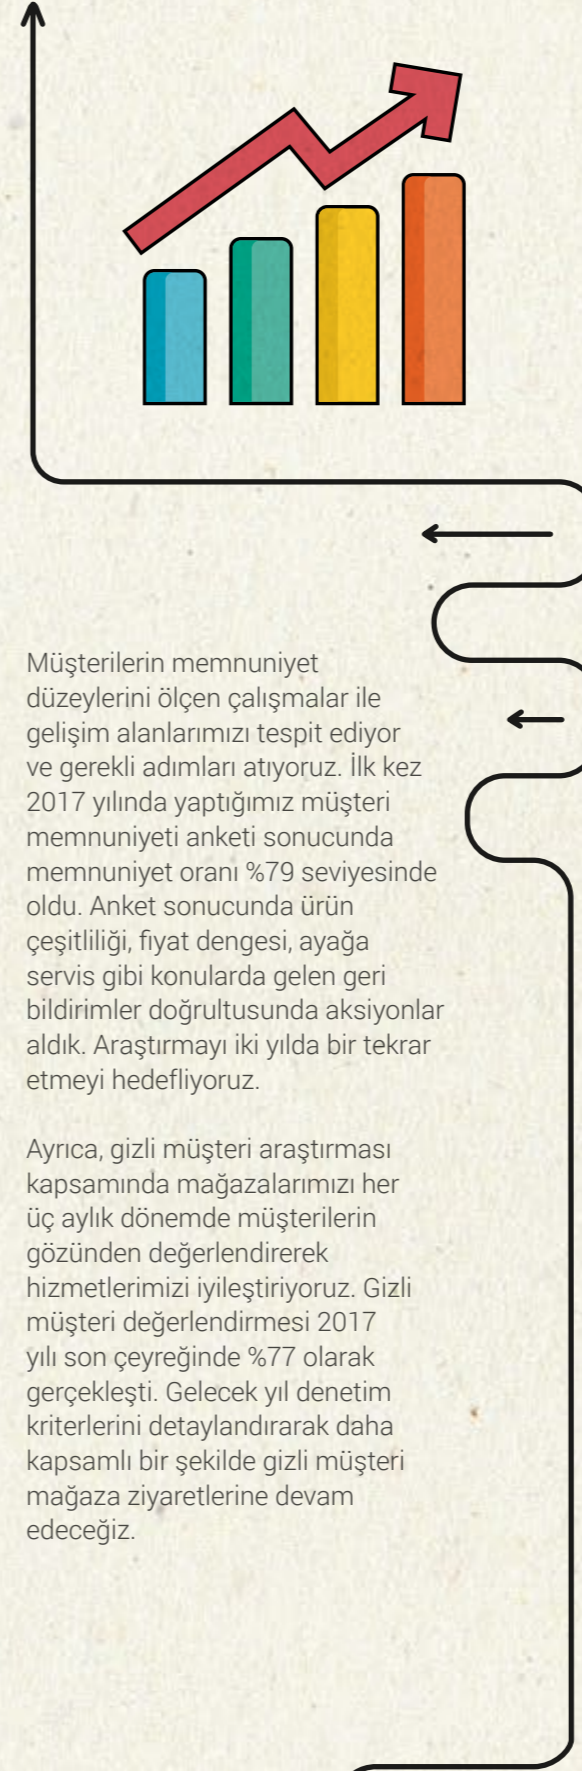 Müşterilerin memnuniyet
düzeylerini ölçen çalışmalar ile
gelişim alanlarımızı tespit ediyor
ve gerekli adımları atıyoruz. İlk kez
2017 yılında yaptığımız müşteri
memnuniyeti anketi sonucunda
memnuniyet oranı %79 seviyesinde
oldu. Anket sonucunda ürün
çeşitliliği, fiyat dengesi, ayağa
servis gibi konularda gelen geri
bildirimler doğrultusunda aksiyonlar
aldık. Araştırmayı iki yılda bir tekrar
etmeyi hedefliyoruz.
Ayrıca, gizli müşteri araştırması
kapsamında mağazalarımızı her
üç aylık dönemde müşterilerin
gözünden değerlendirerek
hizmetlerimizi iyileştiriyoruz. Gizli
müşteri değerlendirmesi 2017
yılı son çeyreğinde %77 olarak
gerçekleşti. Gelecek yıl denetim
kriterlerini detaylandırarak daha
kapsamlı bir şekilde gizli müşteri
mağaza ziyaretlerine devam
edeceğiz.